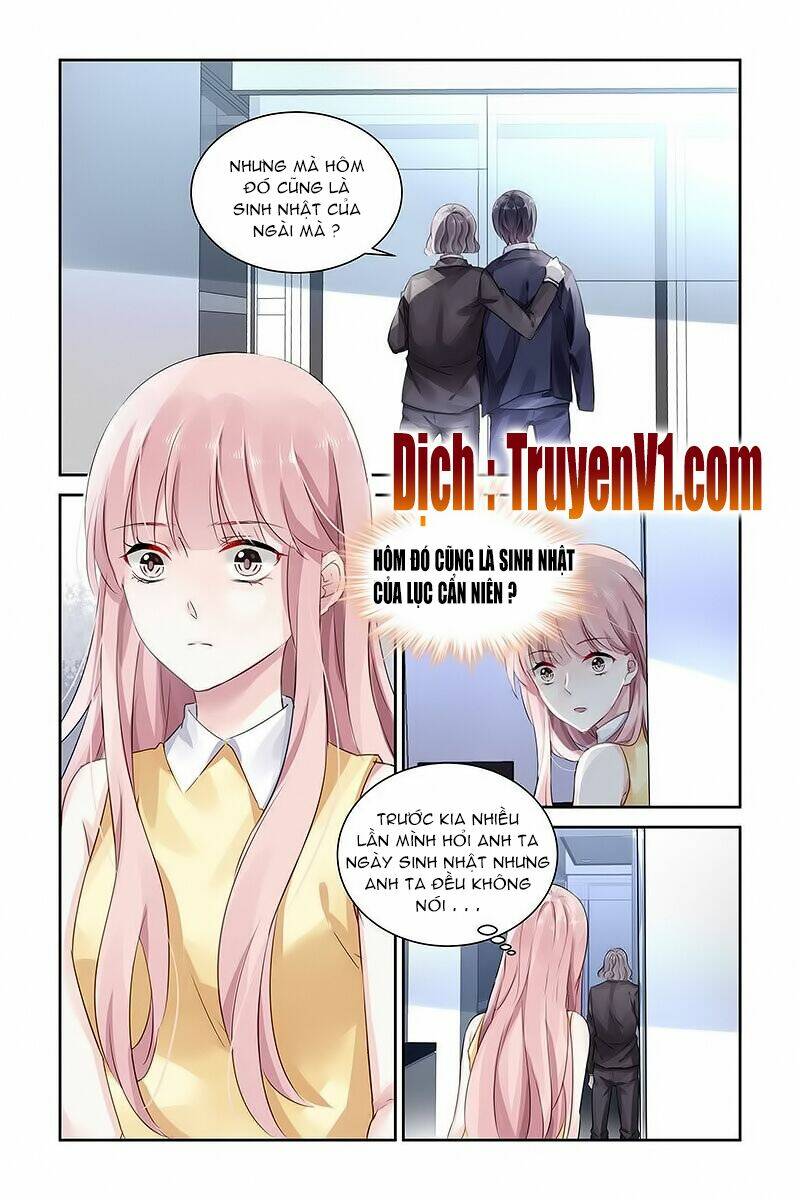 NHƯNG MÀ HÔM
ĐÓ CŨNG LÀ
SINH NHẬT CỦA
NGÀI MÀ ?
Dịch : TruyenV1.com
HÔM ĐÓ CŨNG LÀ SINH NHẬT
CỦA LỤC CẨN NIÊN ?
TRƯỚC KIA NHIỀU
LẦN MÌNH HỎI ANH TA
NGÀY SINH NHẬT NHƯNG
ANH TA ĐỀU KHÔNG
NÓI . . .